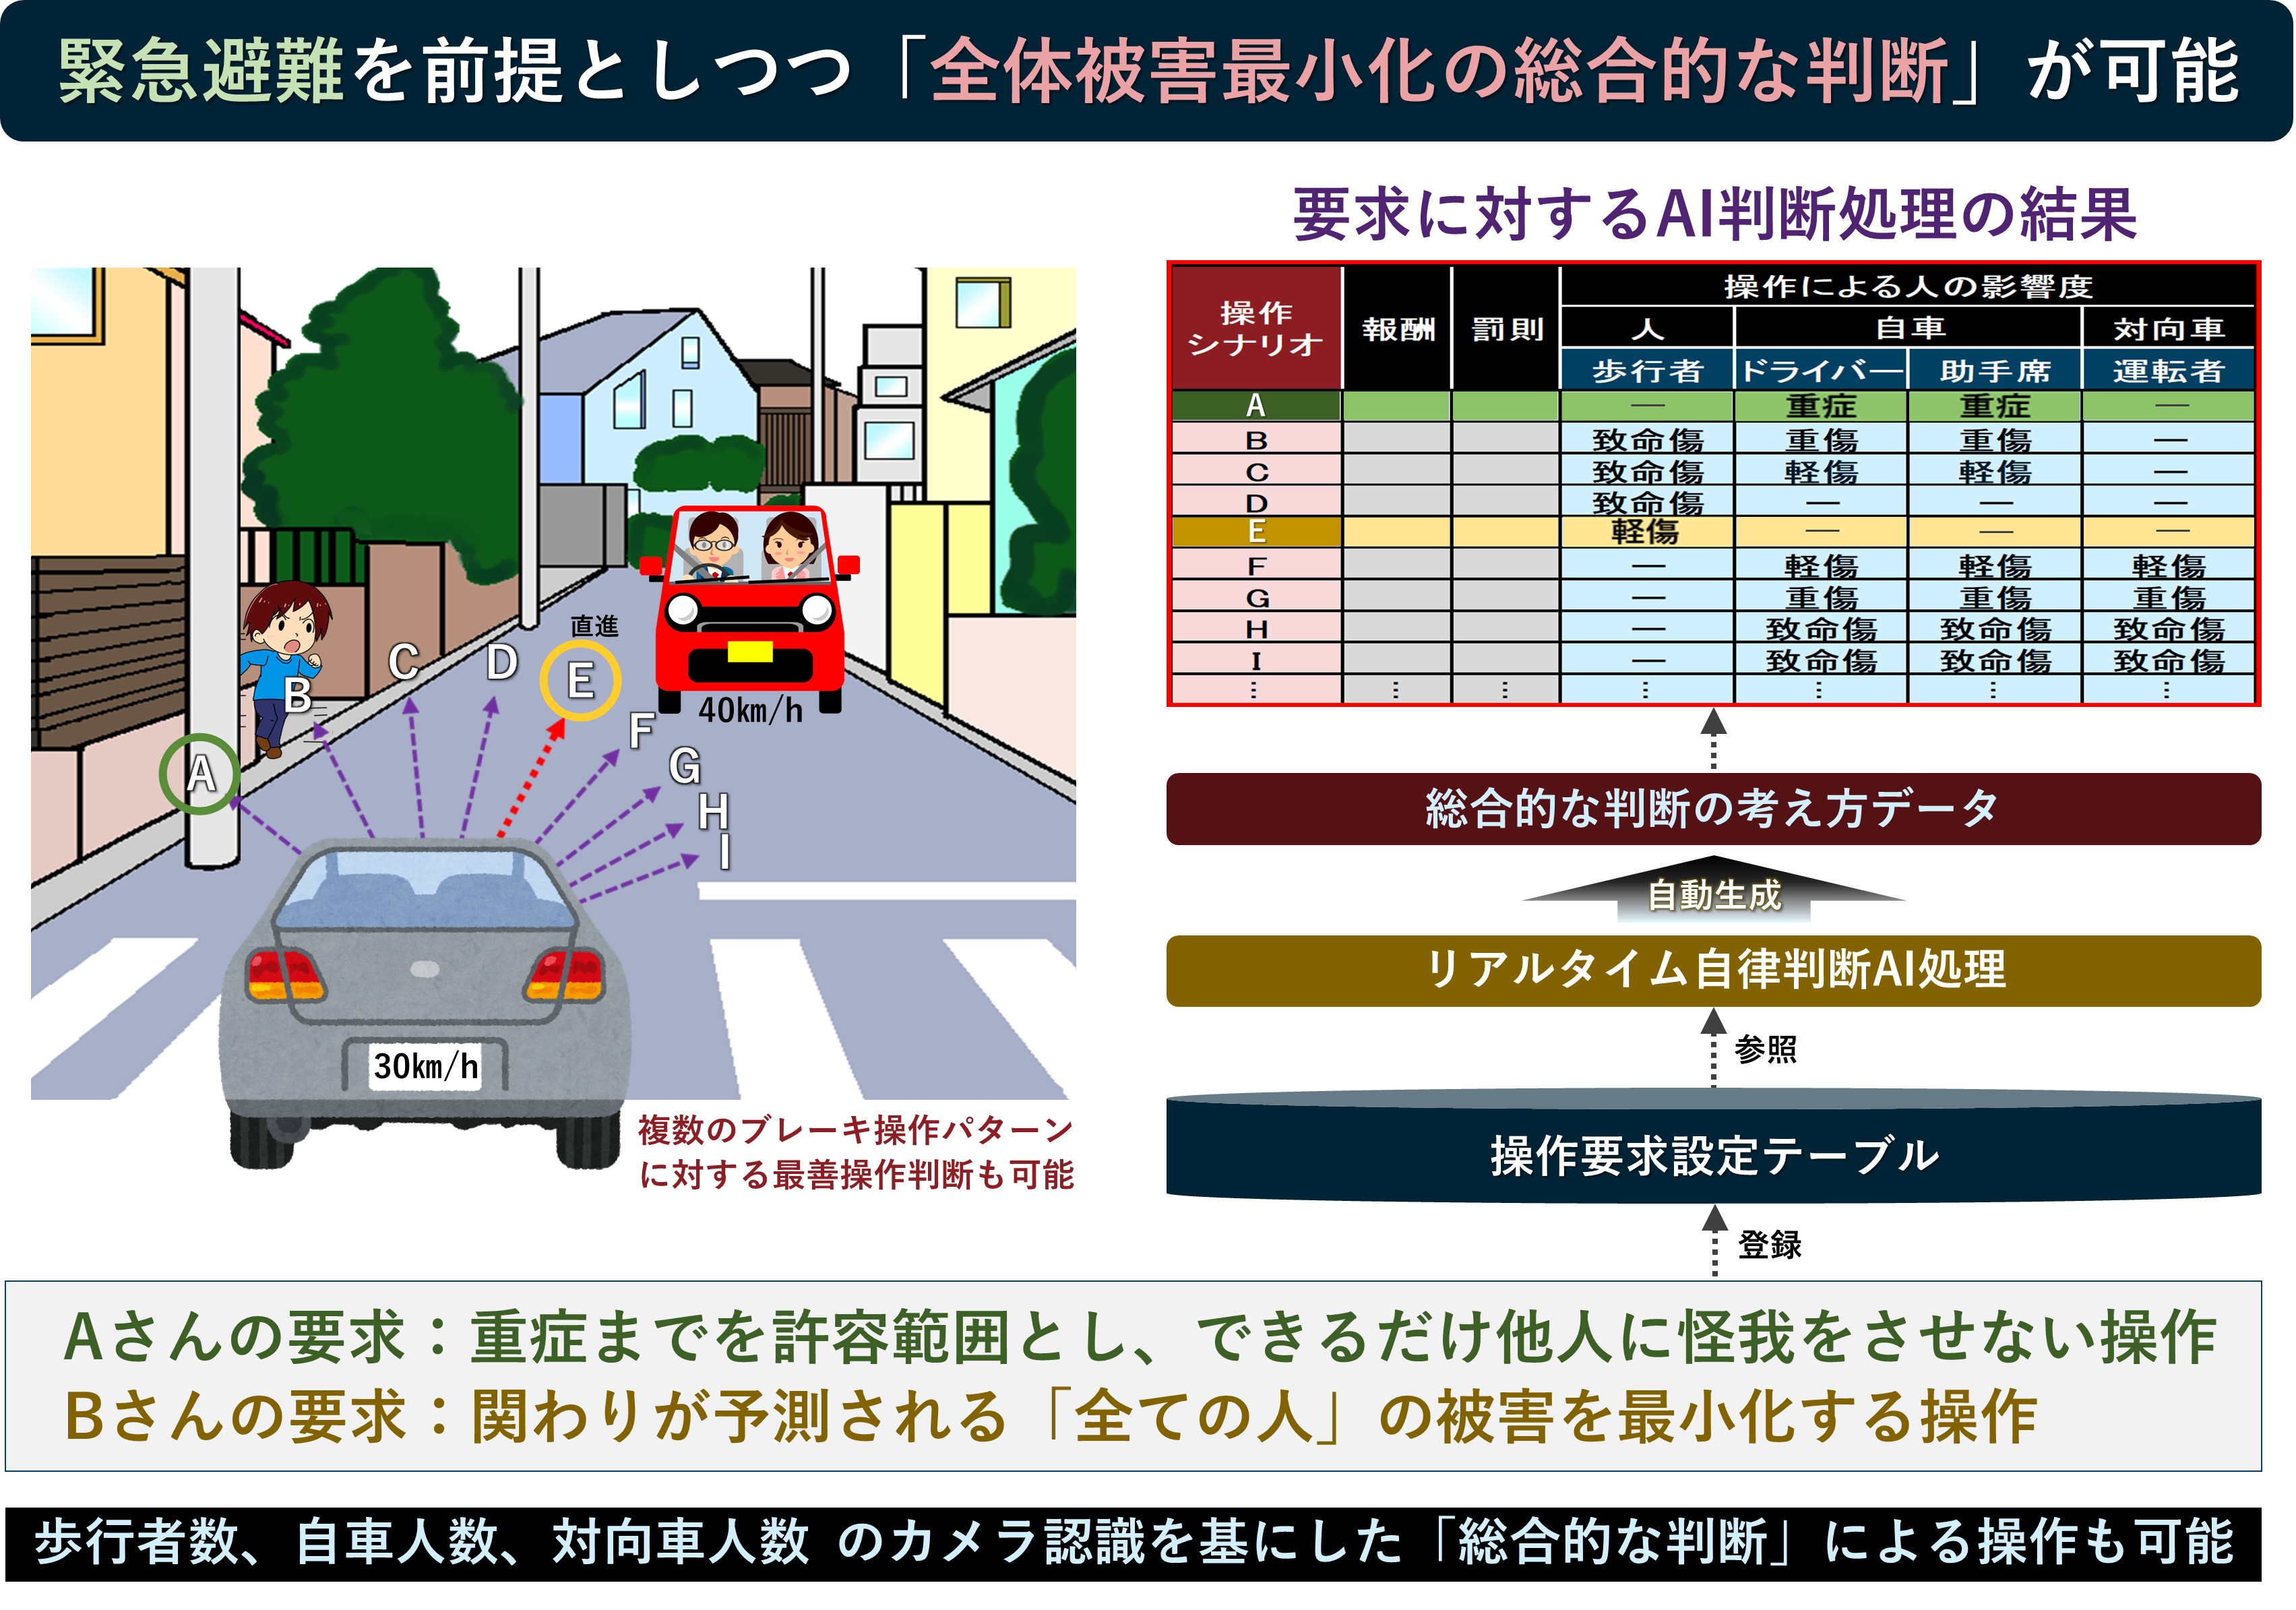 緊急避難を前提としつつ「全体被害最小化の総合的な判断」が可能
要求に対するAI判断処理の結果
操作シナリオ 報酬 罰則 操作による人の影響度
人 自車 対向車
歩行者 ドライバー 助手席 運転者
A — 重症 重症 —
B 致命傷 重傷 重傷 —
C 致命傷 軽傷 軽傷 —
D 致命傷 — — —
E 軽傷 — — —
F — 軽傷 軽傷 軽傷
G — 重傷 重傷 重傷
H — 致命傷 致命傷 致命傷
I — 致命傷 致命傷 致命傷
⋮ ⋮ ⋮ ⋮ ⋮ ⋮ ⋮
直進
A
B
C
D
E
F
G
H
I
40km/h
30km/h
複数のブレーキ操作パターン
に対する最善操作判断も可能
総合的な判断の考え方データ
自動生成
リアルタイム自律判断AI処理
参照
操作要求設定テーブル
登録
Aさんの要求：重症までを許容範囲とし、できるだけ他人に怪我をさせない操作
Bさんの要求：関わりが予測される「全ての人」の被害を最小化する操作
歩行者数、自車人数、対向車人数 のカメラ認識を基にした「総合的な判断」による操作も可能